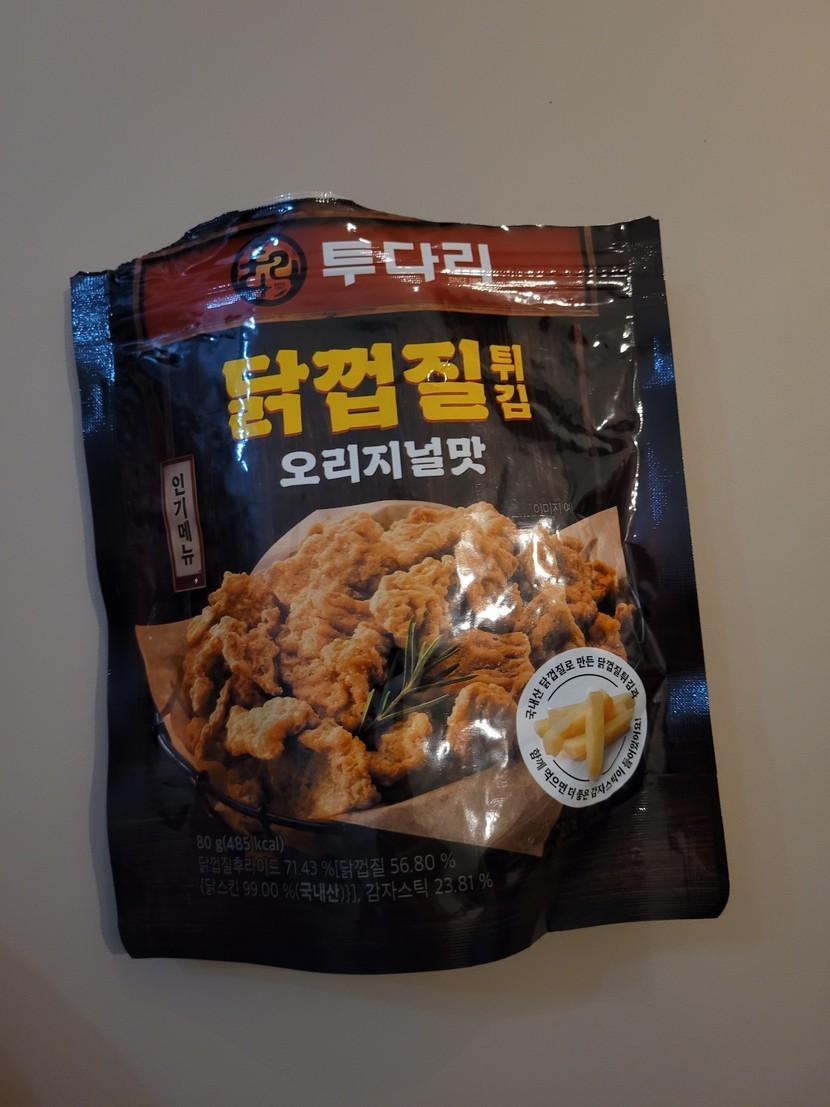 투다리
SINCE
닭껍질튀김
오리지널맛
인기메뉴
이미지
국내산 닭껍질로 만든 닭껍질튀김과
함께 먹으면 더 좋은 감자스틱이 들어있어요!
80 g(485 kcal)
닭껍질후라이드 71.43 %[닭껍질 56.80 %
{닭스킨 99.00 %(국내산)}], 감자스틱 23.81 %